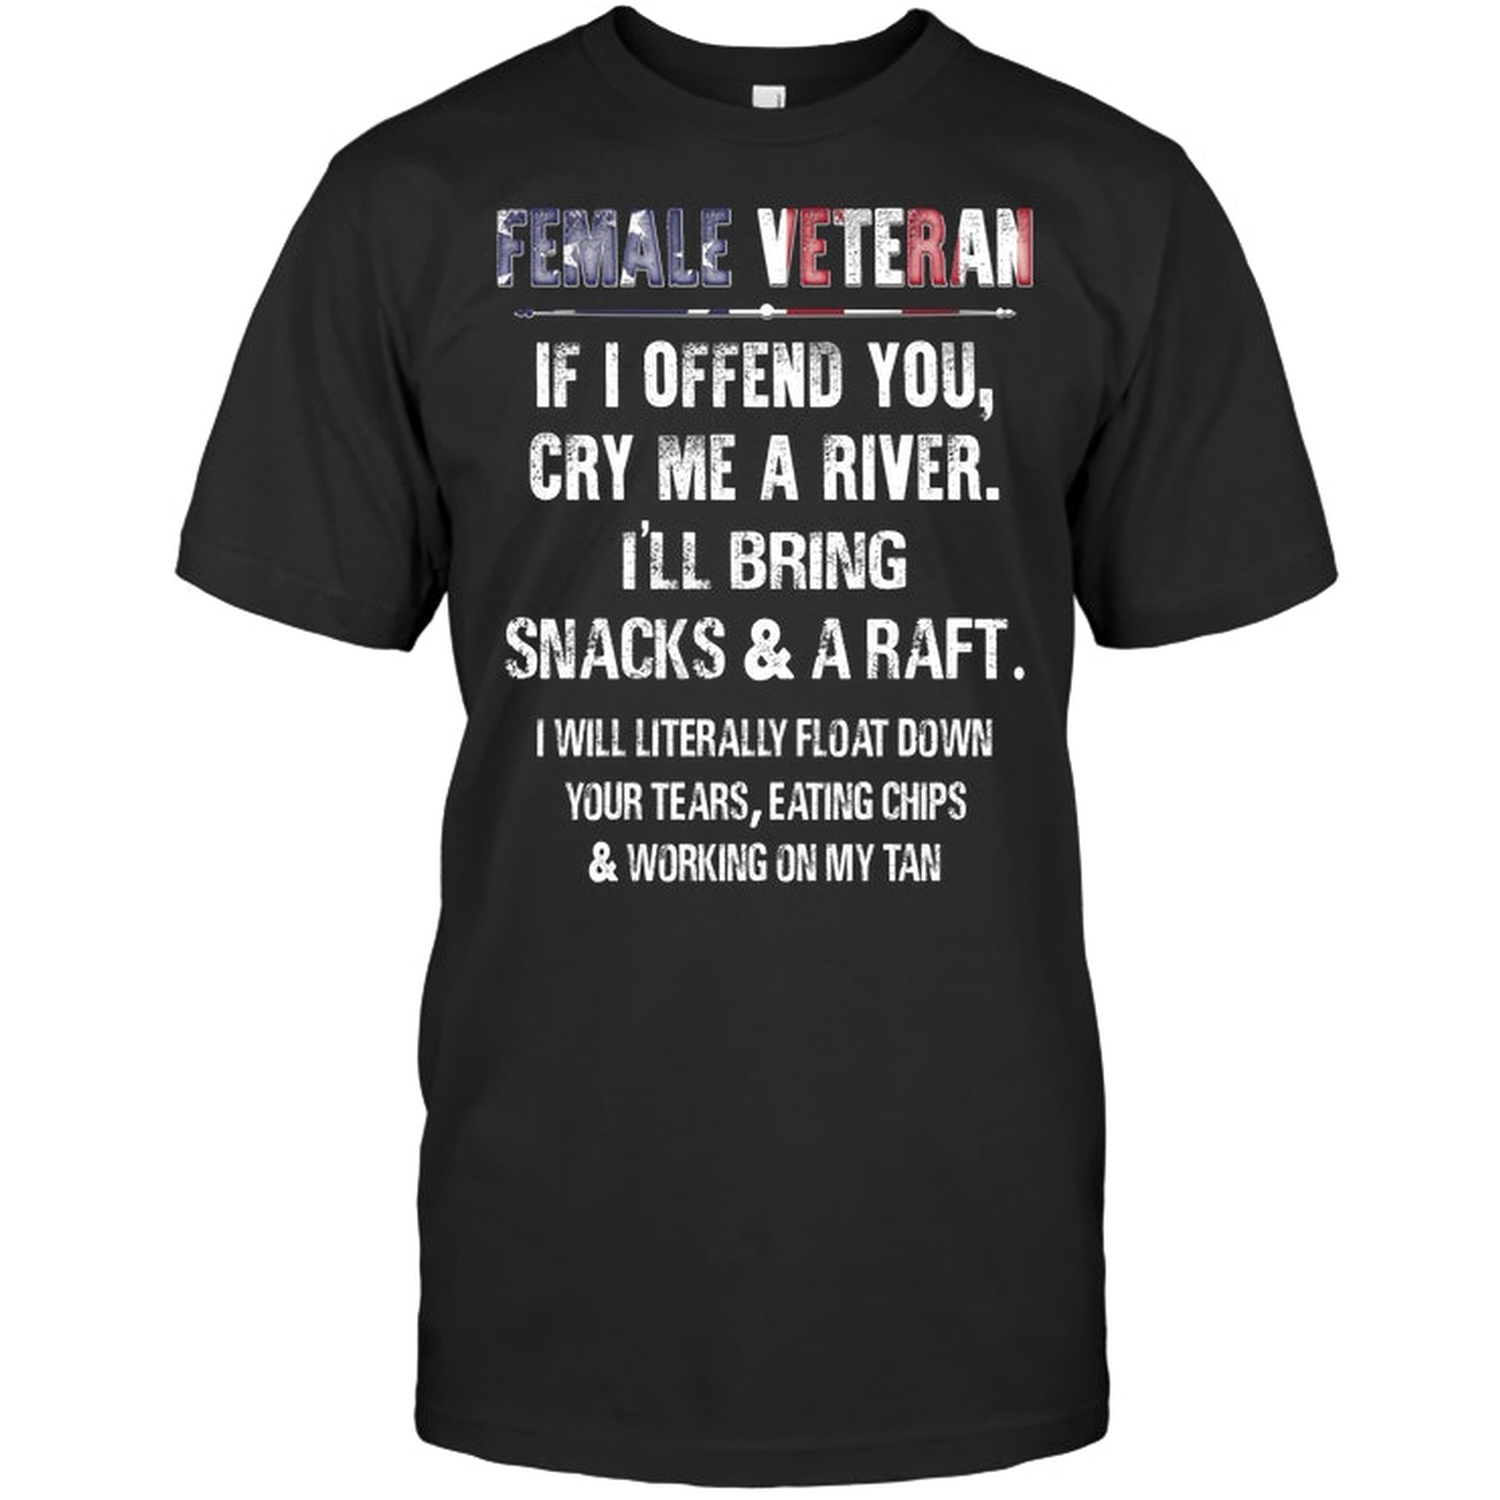 FEMALE VETERAN
IF I OFFEND YOU,
CRY ME A RIVER.
I'LL BRING
SNACKS & A RAFT.
I WILL LITERALLY FLOAT DOWN
YOUR TEARS, EATING CHIPS
& WORKING ON MY TAN